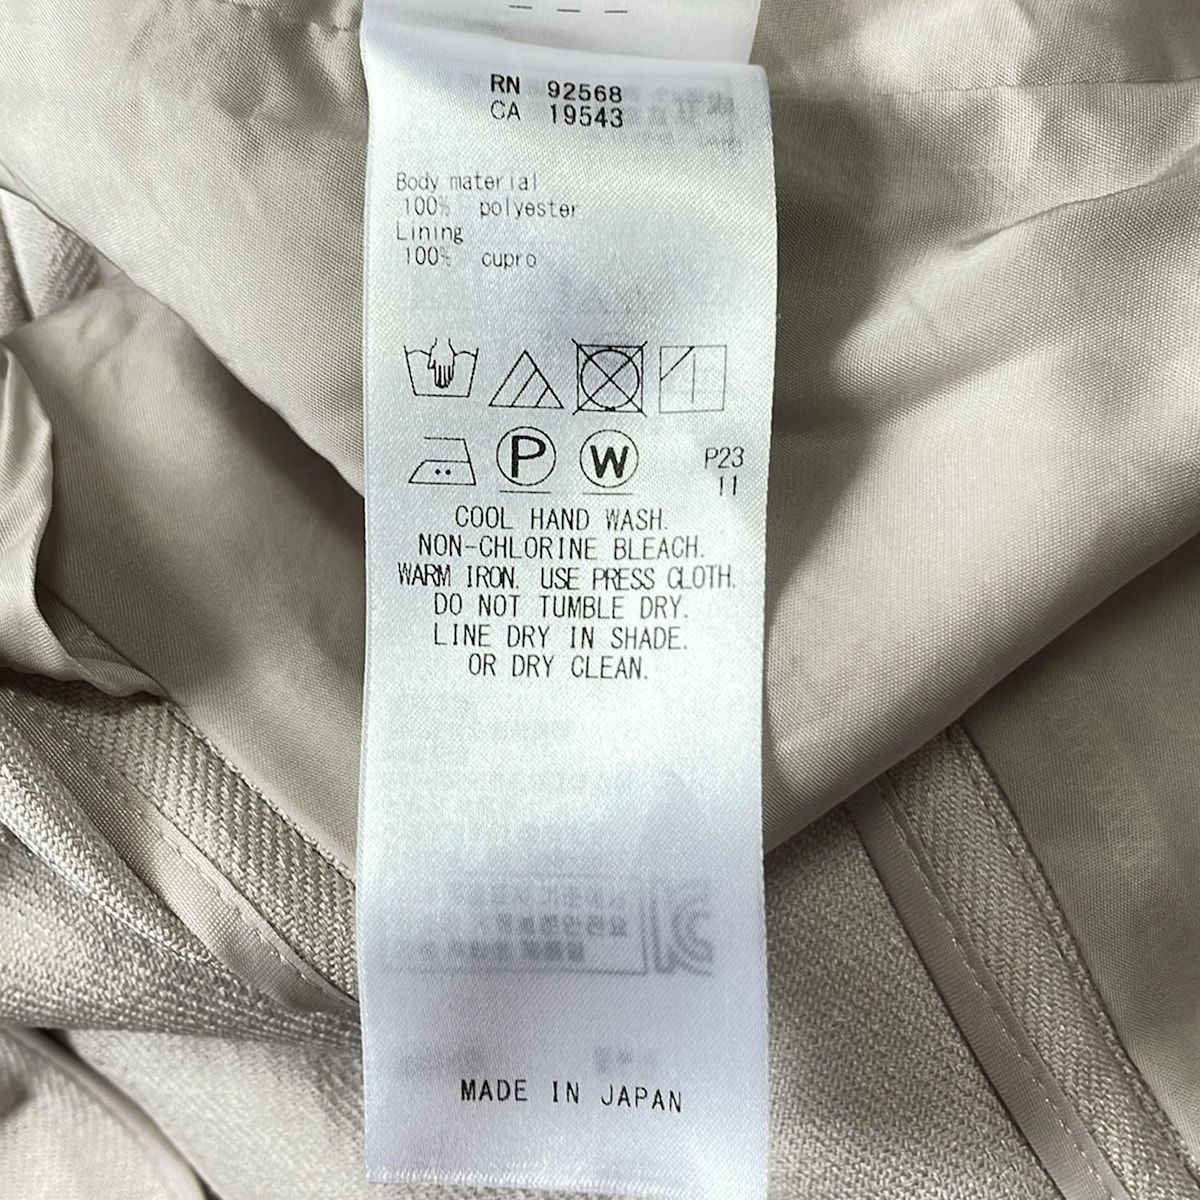 RN 92568
CA 19543
Body material
100% polyester
Lining
100% cupro
P W P23
11
COOL HAND WASH.
NON-CHLORINE BLEACH.
WARM IRON. USE PRESS CLOTH.
DO NOT TUMBLE DRY.
LINE DRY IN SHADE.
OR DRY CLEAN.
MADE IN JAPAN